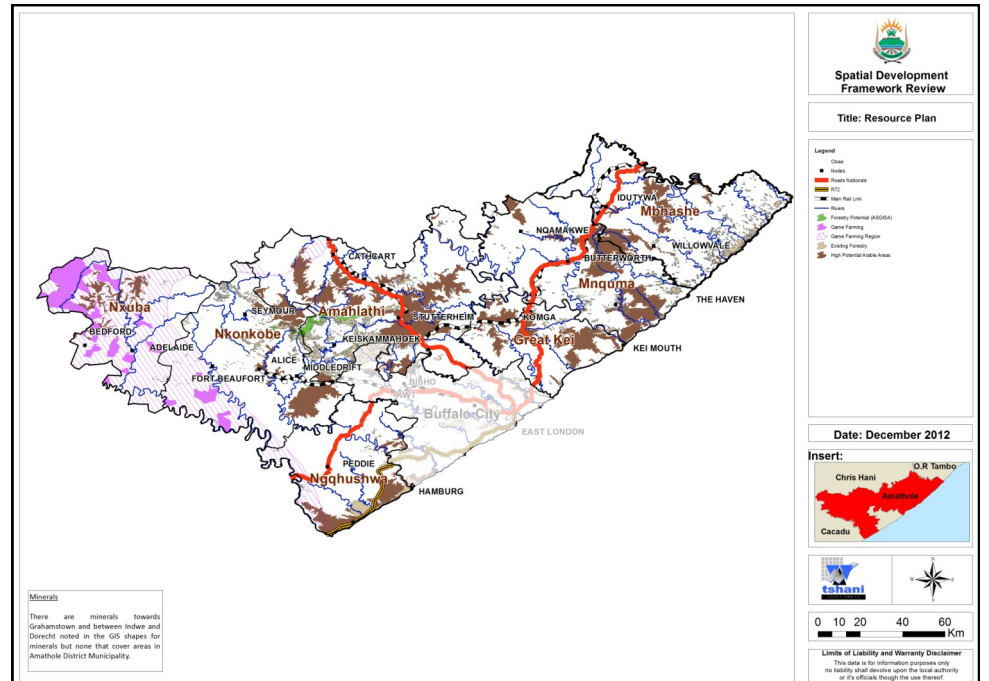 Spatial Development
Framework Review
Title: Resource Plan
Legend
Close
Nodes
Roads Nationals
R72
Main Rail Link
Rivers
Forestry Potential (ASGISA)
Game Farming
Game Farming Region
Existing Forestry
High Potential Arable Areas
IDUTYWA
Mbhashe
NQAMAKWE
WILLOWVALE
BUTTERWORTH
CATHCART
Mnquma
THE HAVEN
Nxuba
SEYMOUR
Amahlathi
STUTTERHEIM
KOMGA
BEDFORD
Nkonkobe
KEISKAMMAHOEK
Great Kei
KEI MOUTH
ADELAIDE
ALICE
MIDDLEDRIFT
FORT BEAUFORT
BISHO
KWT
Buffalo City
EAST LONDON
PEDDIE
Ngqhushwa
HAMBURG
Date: December 2012
Insert:
O.R Tambo
Chris Hani
Amathole
Cacadu
tshani
N
W E
S
0 10 20 40 60
Km
Minerals
There are minerals towards
Grahamstown and between Indwe and
Dorecht noted in the GIS shapes for
minerals but none that cover areas in
Amathole District Municipality.
Limits of Liability and Warranty Disclaimer
This data is for information purposes only
no liability shall devolve upon the local authority
or it's officials though the use thereof.